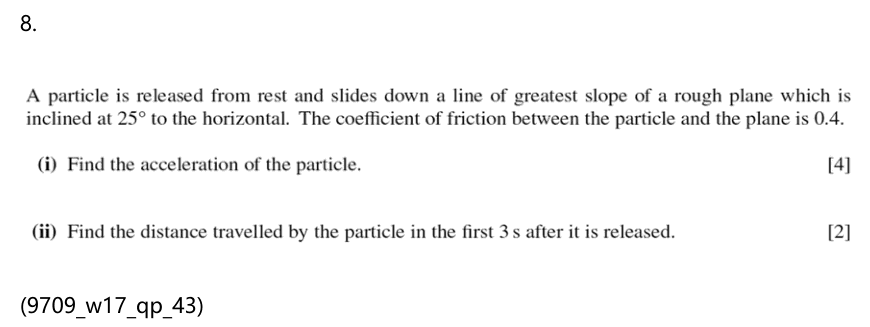 8.
A particle is released from rest and slides down a line of greatest slope of a rough plane which is
inclined at 25° to the horizontal. The coefficient of friction between the particle and the plane is 0.4.
(i) Find the acceleration of the particle. [4]
(ii) Find the distance travelled by the particle in the first 3 s after it is released. [2]
(9709_w17_qp_43)